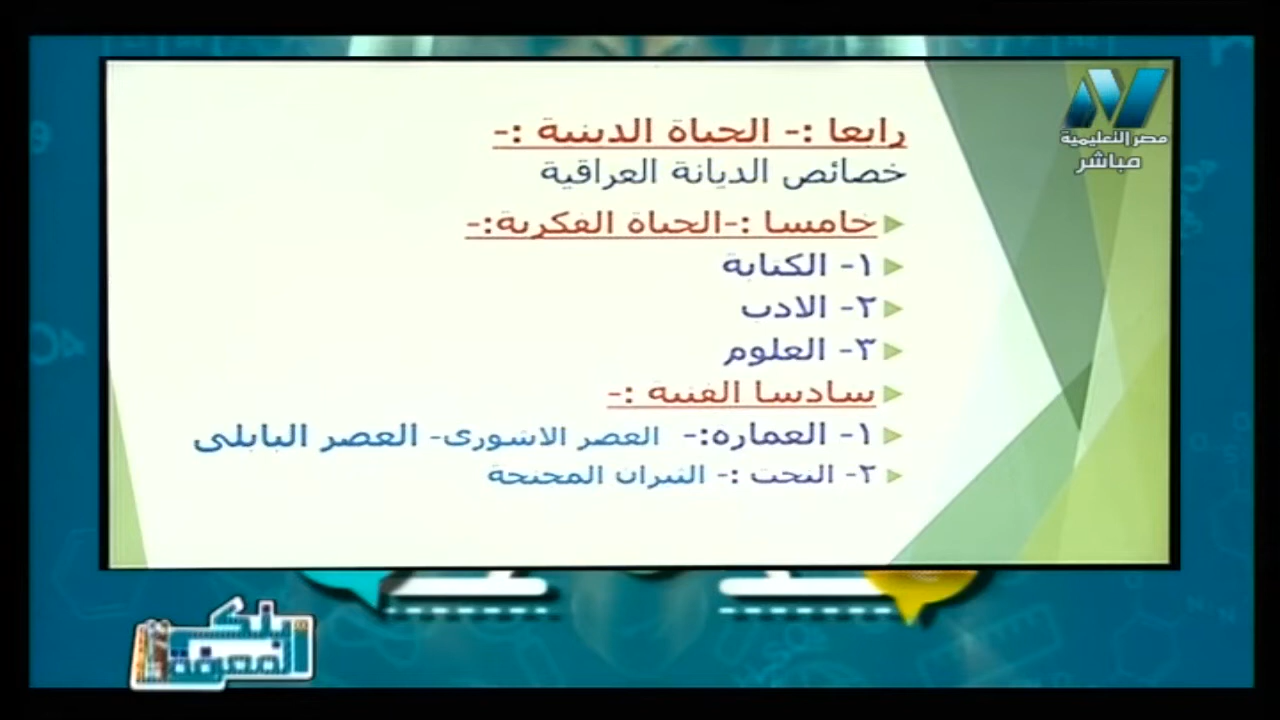 رابعا :- الحياة الدينية :-
خصائص الديانة العراقية
خامسا :-الحياة الفكرية:-
١- الكتابة
٢- الادب
٣- العلوم
سادسا الفنية :-
١- العماره:- العصر الاشورى- العصر البابلى
٢- النحت :- الثيران المجنحة
مصر التعليمية
مباشر
بنك
المعرفة